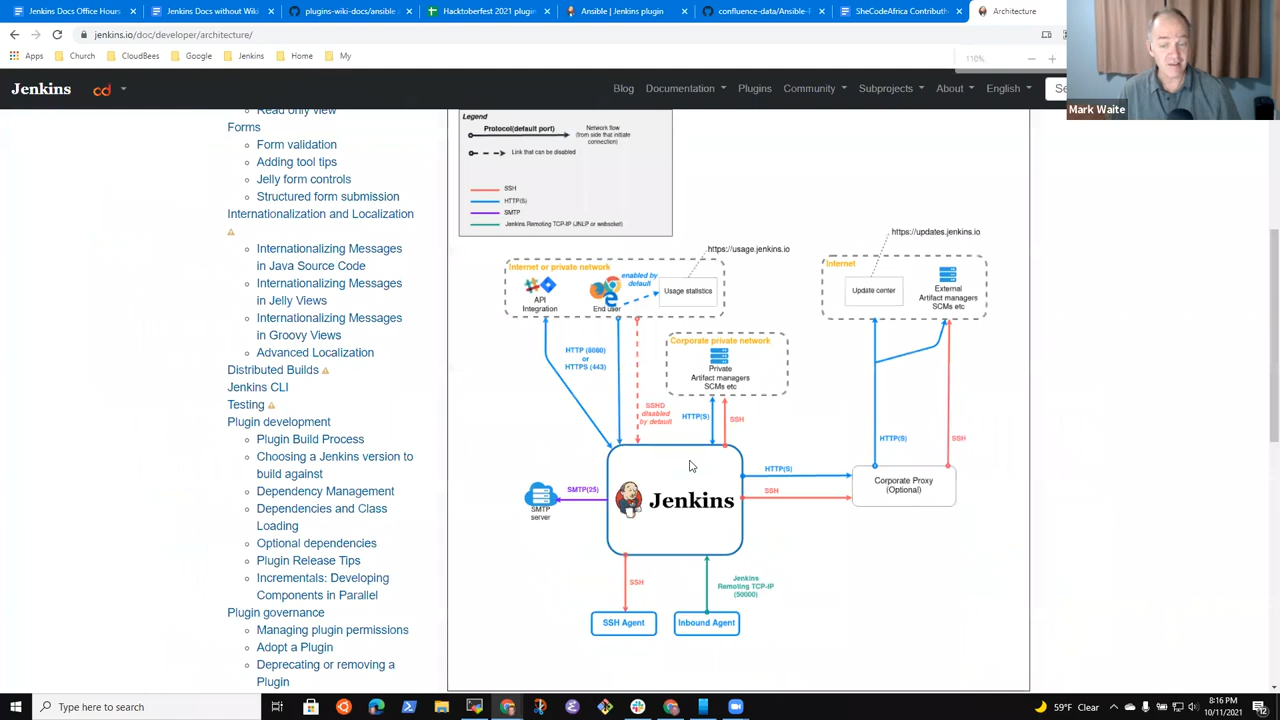 Jenkins Docs Office Hours
Jenkins Docs without Wiki
plugins-wiki-docs/ansible
Hacktoberfest 2021 plugin
Ansible | Jenkins plugin
confluence-data/Ansible-
SheCodeAfrica Contributh
Architecture
jenkins.io/doc/developer/architecture/
Apps
Church
CloudBees
Google
Jenkins
Home
My
110%
Mark Waite
Jenkins
cd
Blog
Documentation
Plugins
Community
Subprojects
About
English
Se
Read only view
Forms
Form validation
Adding tool tips
Jelly form controls
Structured form submission
Internationalization and Localization
Internationalizing Messages
in Java Source Code
Internationalizing Messages
in Jelly Views
Internationalizing Messages
in Groovy Views
Advanced Localization
Distributed Builds
Jenkins CLI
Testing
Plugin development
Plugin Build Process
Choosing a Jenkins version to
build against
Dependency Management
Dependencies and Class
Loading
Optional dependencies
Plugin Release Tips
Incrementals: Developing
Components in Parallel
Plugin governance
Managing plugin permissions
Adopt a Plugin
Deprecating or removing a
Plugin
Legend
Protocol(default port)
Network flow
(from side that initiate
connection)
Link that can be disabled
SSH
HTTP(S)
SMTP
Jenkins Remoting TCP-IP (JNLP or websocket)
https://usage.jenkins.io
https://updates.jenkins.io
Internet or private network
API
Integration
End user
enabled by
default
Usage statistics
Internet
Update center
External
Artifact managers
SCMs etc
Corporate private network
Private
Artifact managers
SCMs etc
HTTP (8080)
or
HTTPS (443)
SSHD
disabled
by default
HTTP(S)
SSH
HTTP(S)
SSH
SMTP(25)
SMTP
server
Jenkins
HTTP(S)
SSH
Corporate Proxy
(Optional)
SSH
Jenkins
Remoting TCP-IP
(50000)
SSH Agent
Inbound Agent
Type here to search
59°F Clear
8:16 PM
10/11/2021